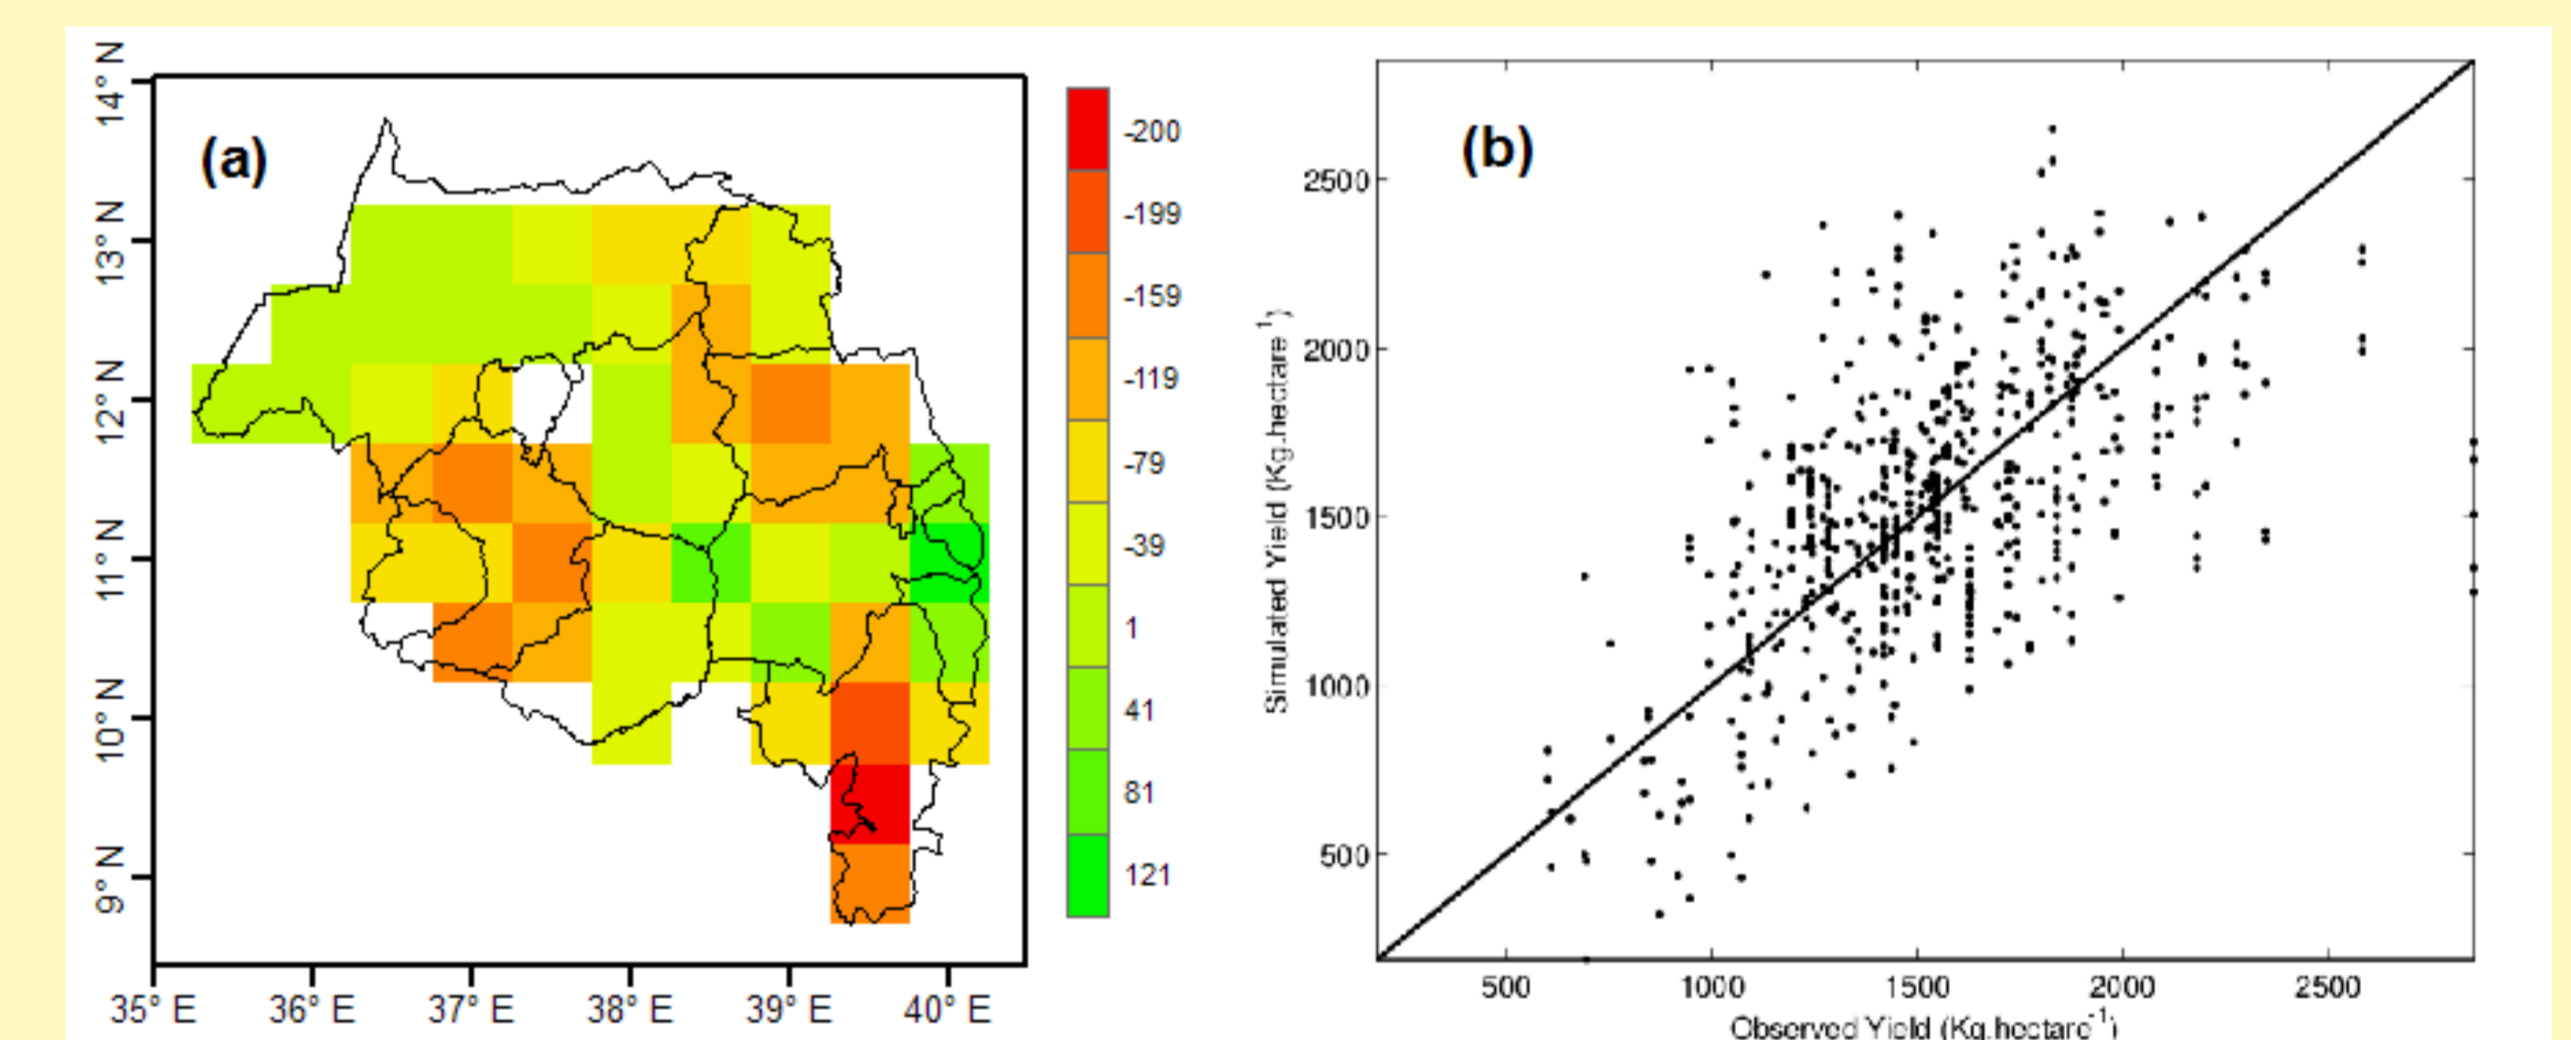 (a)
14° N
13° N
12° N
11° N
10° N
9° N
35° E 36° E 37° E 38° E 39° E 40° E
-200
-199
-159
-119
-79
-39
1
41
81
121
(b)
Simulated Yield (Kg.hectare⁻¹)
2500
2000
1500
1000
500
500 1000 1500 2000 2500
Observed Yield (Kg.hectare⁻¹)